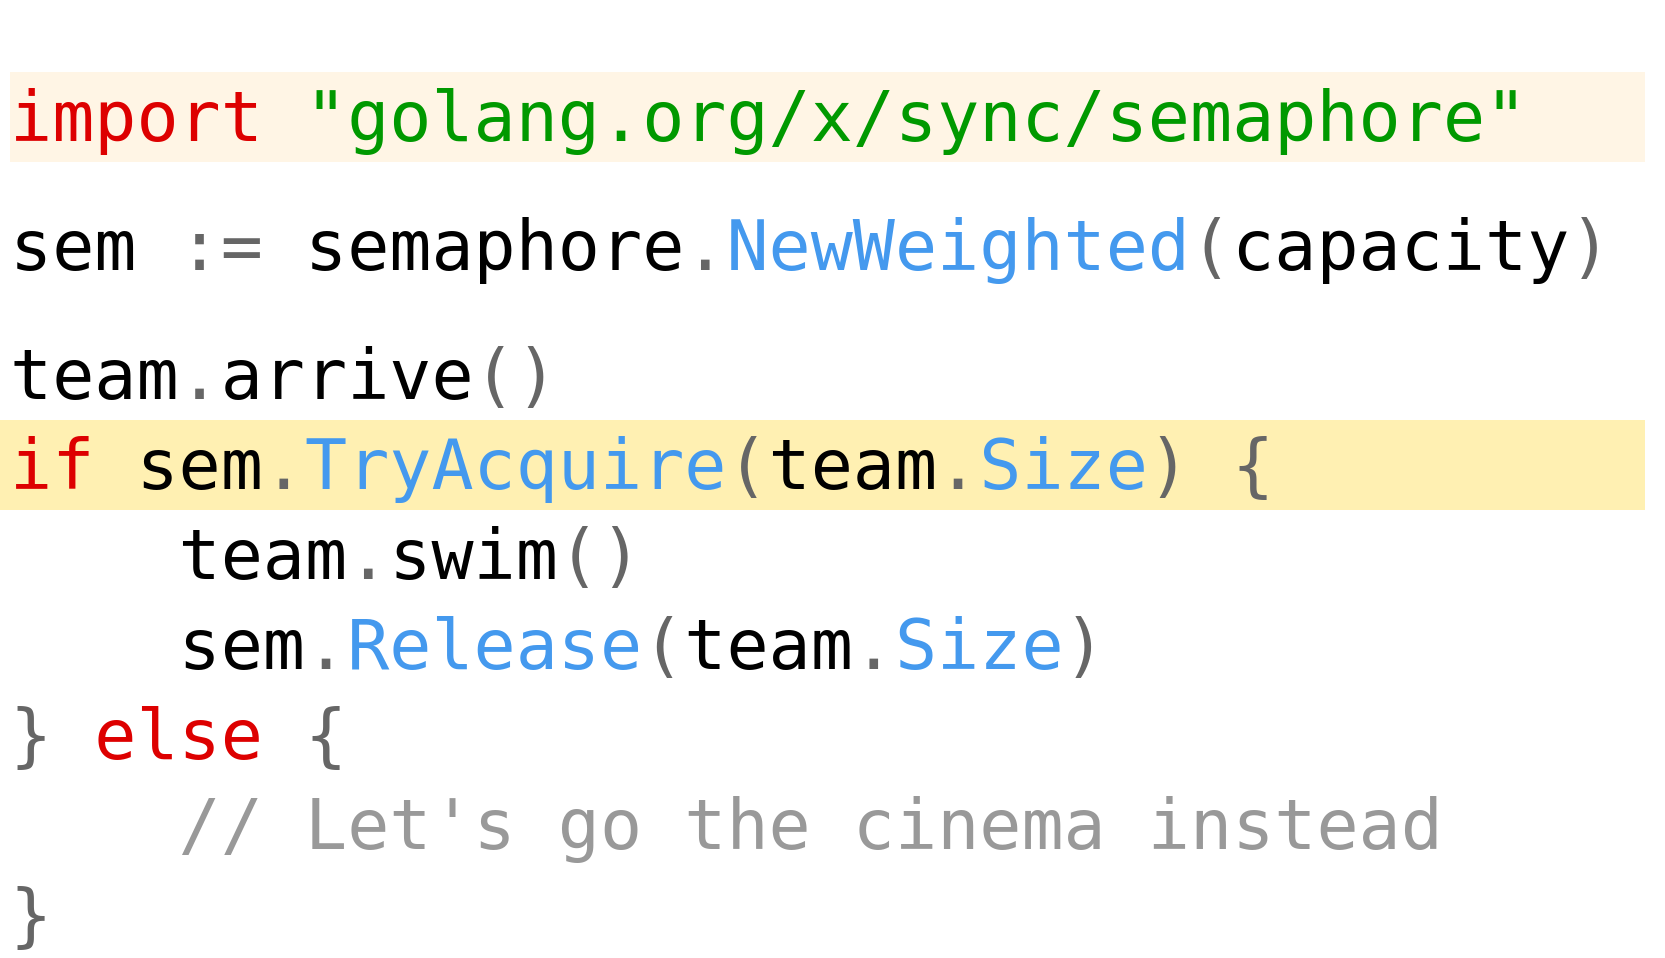 import "golang.org/x/sync/semaphore"
sem := semaphore.NewWeighted(capacity)
team.arrive()
if sem.TryAcquire(team.Size) {
    team.swim()
    sem.Release(team.Size)
} else {
    // Let's go the cinema instead
}